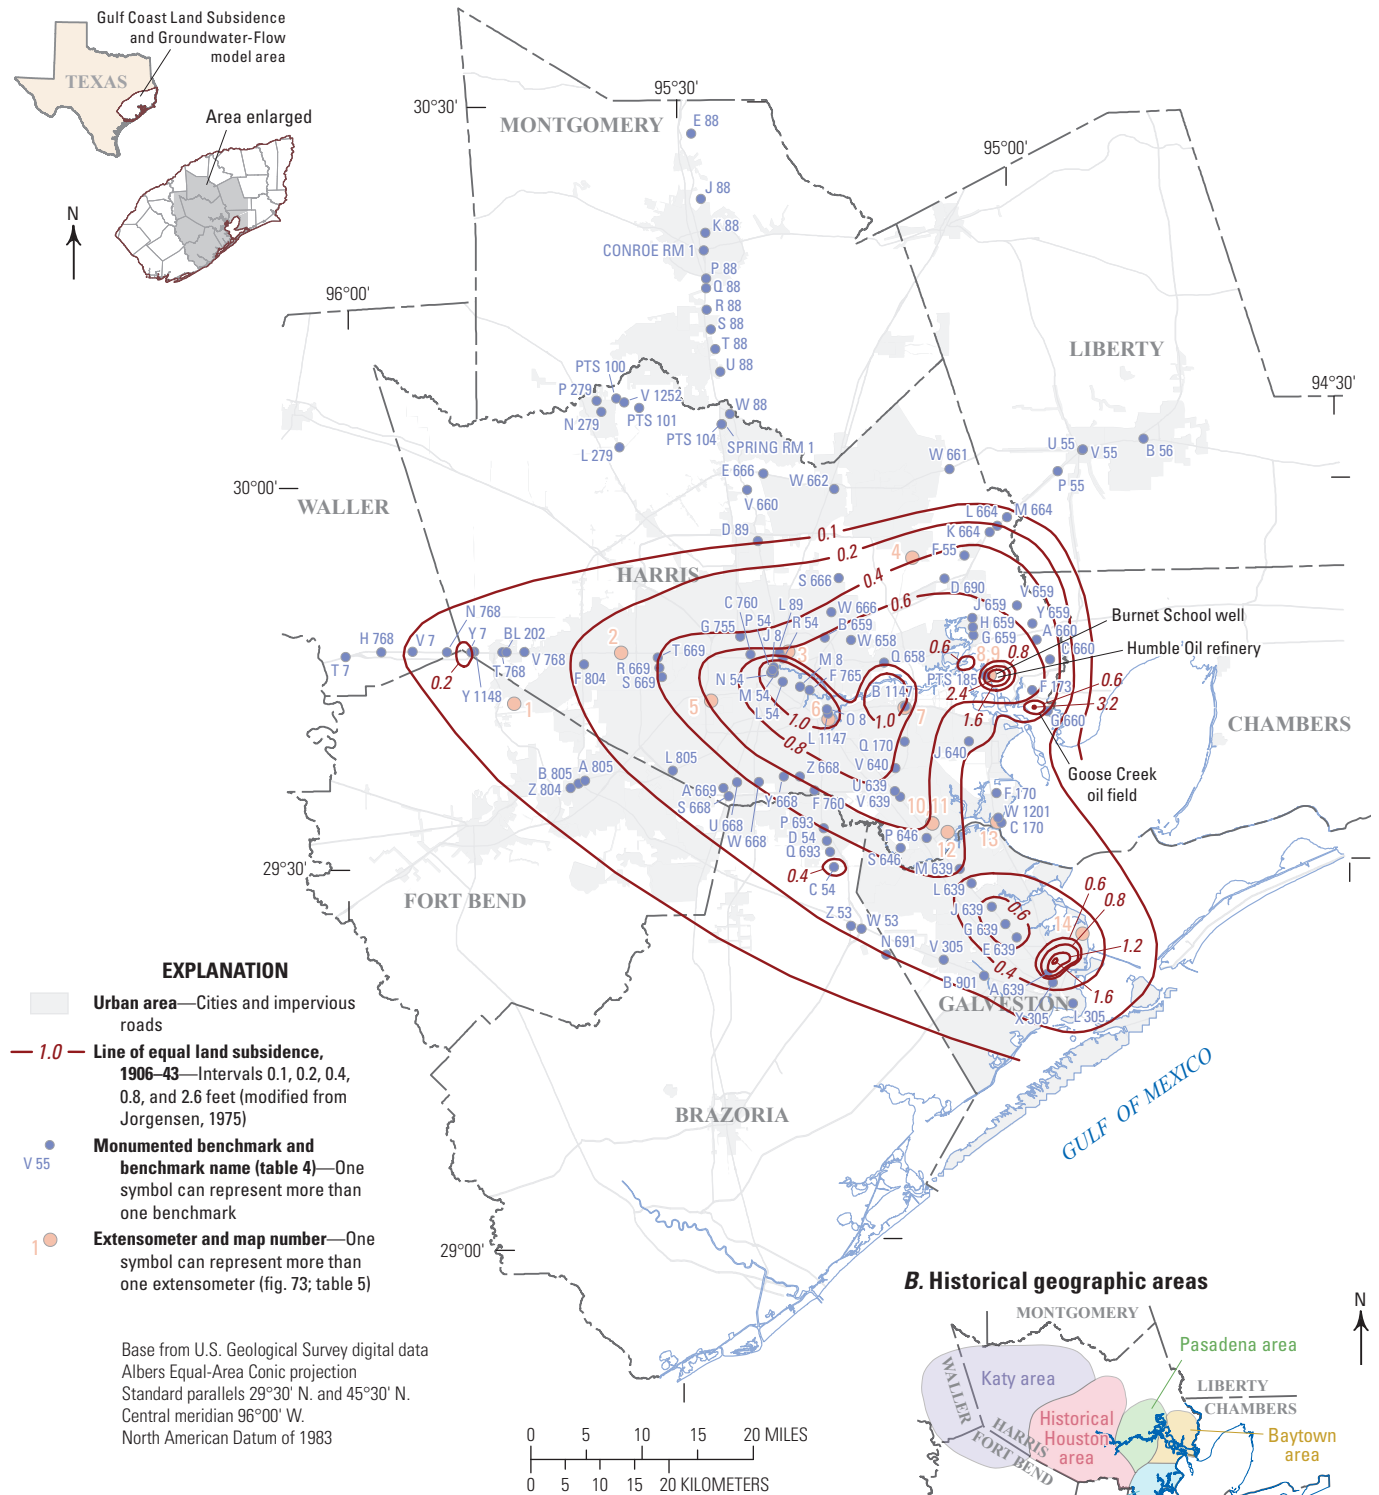 Gulf Coast Land Subsidence
and Groundwater-Flow
model area
TEXAS
Area enlarged
N
95°30'
30°30'
MONTGOMERY
E 88
95°00'
J 88
K 88
CONROE RM 1
P 88
Q 88
96°00'
R 88
S 88
T 88
LIBERTY
U 88
PTS 100
94°30'
P 279
V 1252
W 88
N 279
PTS 101
PTS 104
SPRING RM 1
U 55
V 55
B 56
L 279
W 661
E 666
W 662
P 55
30°00'
V 660
WALLER
L 664
M 664
D 89
0.1
K 664
0.2
4
F 55
HARRIS
S 666
0.4
D 690
V 659
C 760
L 89
0.6
J 659
N 768
P 54
W 666
Y 659
Burnet School well
G 755
J 8
R 54
B 659
H 659
H 768
V 7
Y 7
BL 202
2
W 658
G 659
A 660
T 669
3
0.6
8
9
0.8
C 660
Humble Oil refinery
T 7
T 768
V 768
R 669
M 8
Q 658
0.2
F 804
S 669
N 54
F 765
PTS 185
F 173
0.6
Y 1148
M 54
B 1147
2.4
3.2
1
5
L 54
6
O 8
7
1.6
G 660
1.0
1.0
CHAMBERS
L 1147
0.8
Q 170
J 640
L 805
Z 668
V 640
Goose Creek
oil field
B 805
A 805
Z 804
A 669
U 639
F 170
S 668
Y 668
V 639
F 760
10
11
W 1201
U 668
P 693
C 170
W 668
D 54
P 646
12
13
29°30'
Q 693
S 646
0.4
M 639
C 54
L 639
0.6
FORT BEND
0.8
J 639
0.6
Z 53
W 53
G 639
14
N 691
V 305
E 639
1.2
0.4
B 901
A 639
1.6
GALVESTON
X 305
L 305
EXPLANATION
Urban area—Cities and impervious
roads
1.0
Line of equal land subsidence,
1906–43—Intervals 0.1, 0.2, 0.4,
0.8, and 2.6 feet (modified from
Jorgensen, 1975)
V 55
Monumented benchmark and
benchmark name (table 4)—One
symbol can represent more than
one benchmark
1
Extensometer and map number—One
symbol can represent more than
one extensometer (fig. 73; table 5)
BRAZORIA
GULF OF MEXICO
29°00'
Base from U.S. Geological Survey digital data
Albers Equal-Area Conic projection
Standard parallels 29°30' N. and 45°30' N.
Central meridian 96°00' W.
North American Datum of 1983
0 5 10 15 20 MILES
0 5 10 15 20 KILOMETERS
B. Historical geographic areas
N
MONTGOMERY
Pasadena area
WALLER
Katy area
LIBERTY
CHAMBERS
Historical
Houston
area
HARRIS
FORT BEND
Baytown
area